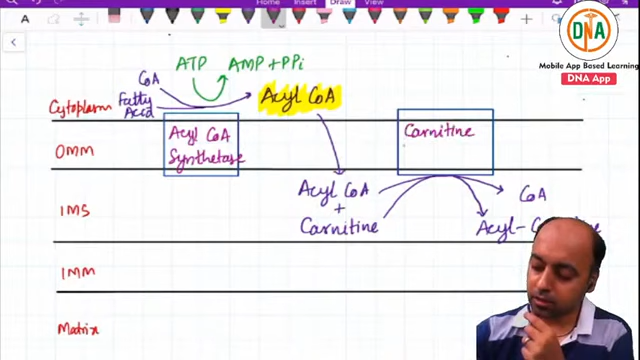 Home Insert Draw View
DNA
Mobile App Based Learning
DNA App
ATP AMP + PPi
CoA
Fatty Acid
Acyl CoA
Cytoplasm
OMM
Acyl CoA
Synthetase
Carnitine
IMS
Acyl CoA
+
Carnitine
CoA
Acyl-
IMM
Matrix